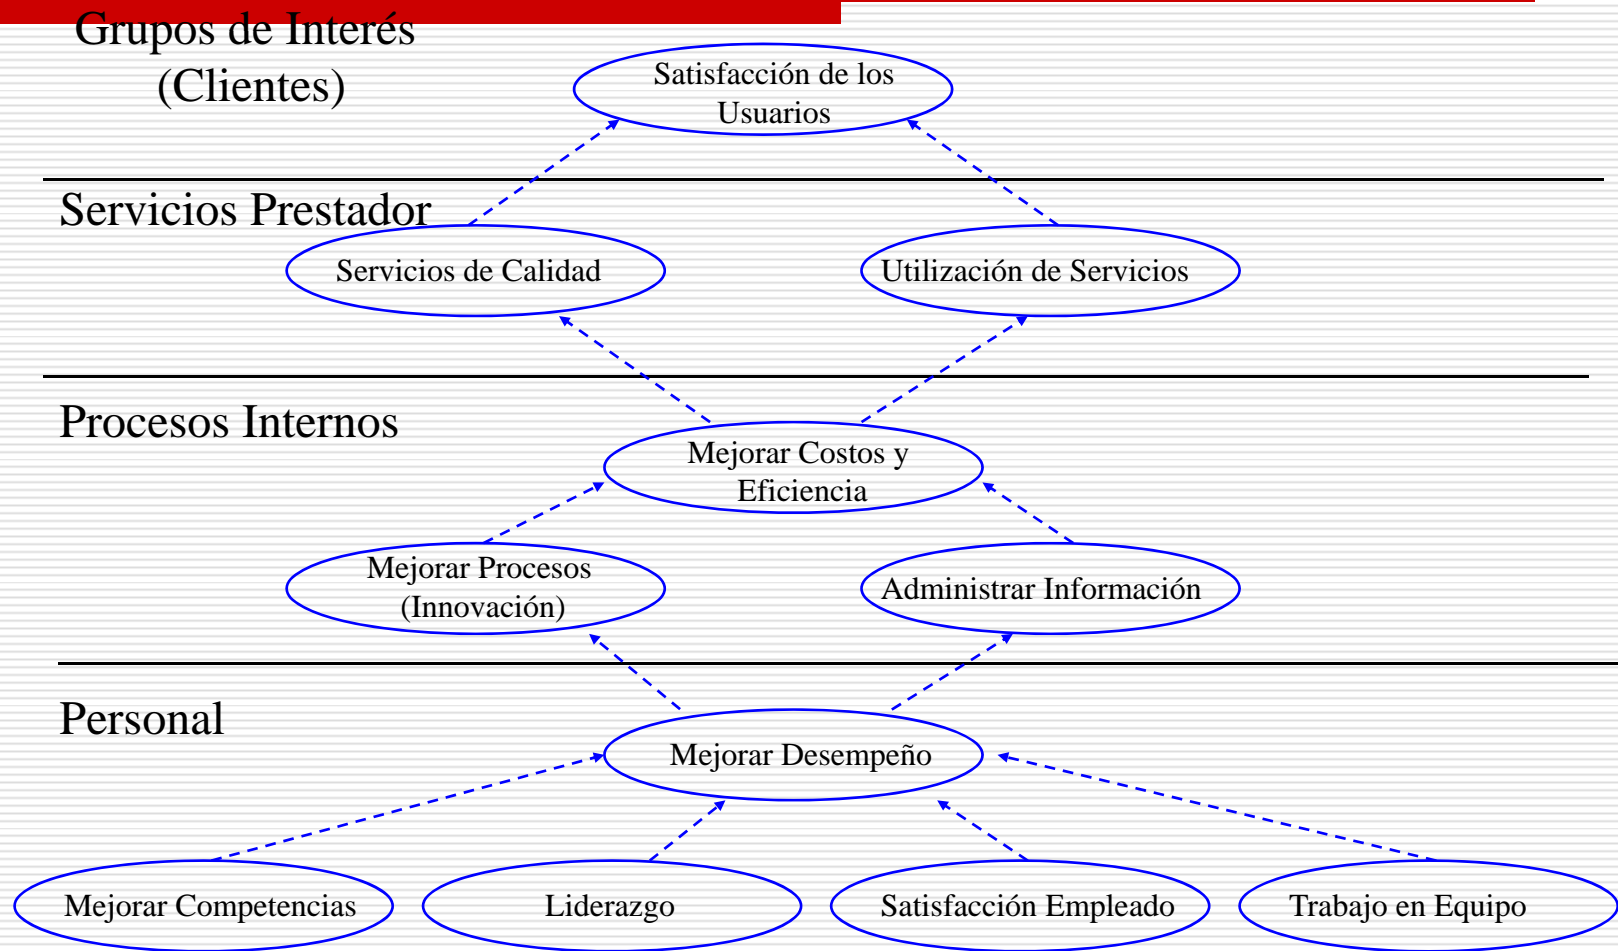 Grupos de Interés
(Clientes)
Satisfacción de los
Usuarios
Servicios Prestador
Servicios de Calidad
Utilización de Servicios
Procesos Internos
Mejorar Costos y
Eficiencia
Mejorar Procesos
(Innovación)
Administrar Información
Personal
Mejorar Desempeño
Mejorar Competencias
Liderazgo
Satisfacción Empleado
Trabajo en Equipo